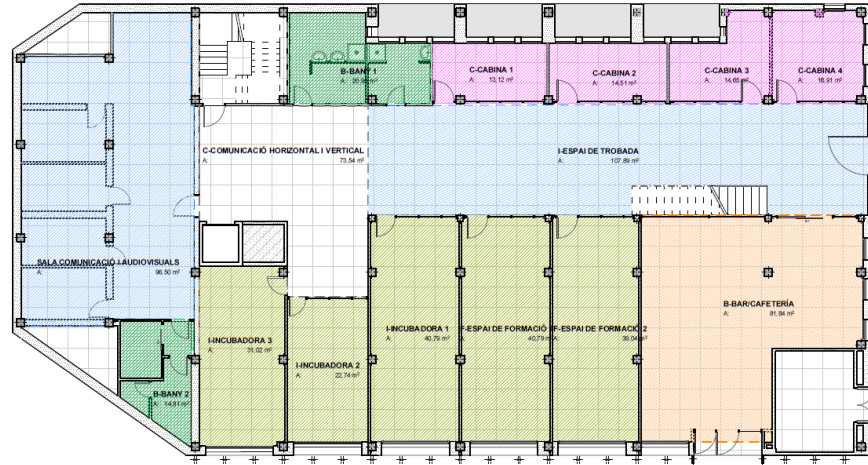 B-BANY 1
A: 20,95 m²
C-CABINA 1
A: 13,12 m²
C-CABINA 2
A: 14,51 m²
C-CABINA 3
A: 14,65 m²
C-CABINA 4
A: 16,91 m²
C-COMUNICACIÓ HORIZONTAL I VERTICAL
A: 73,54 m²
I-ESPAI DE TROBADA
A: 107,89 m²
SALA COMUNICACIÓ I AUDIOVISUALS
A: 96,50 m²
I-INCUBADORA 3
A: 31,02 m²
I-INCUBADORA 2
A: 22,74 m²
I-INCUBADORA 1
A: 40,79 m²
F-ESPAI DE FORMACIÓ
A: 40,79 m²
F-ESPAI DE FORMACIÓ 2
A: 39,04 m²
B-BAR/CAFETERÍA
A: 81,84 m²
B-BANY 2
A: 14,81 m²